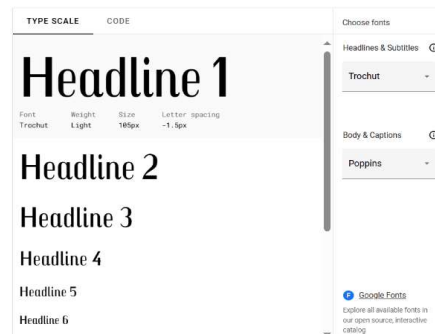 TYPE SCALE CODE
Choose fonts
Headline 1
Font Weight Size Letter spacing
Trochut Light 105px -1.5px
Headline 2
Headline 3
Headline 4
Headline 5
Headline 6
Headlines & Subtitles
Trochut
Body & Captions
Poppins
F Google Fonts
Explore all available fonts in
our open source, interactive
catalog